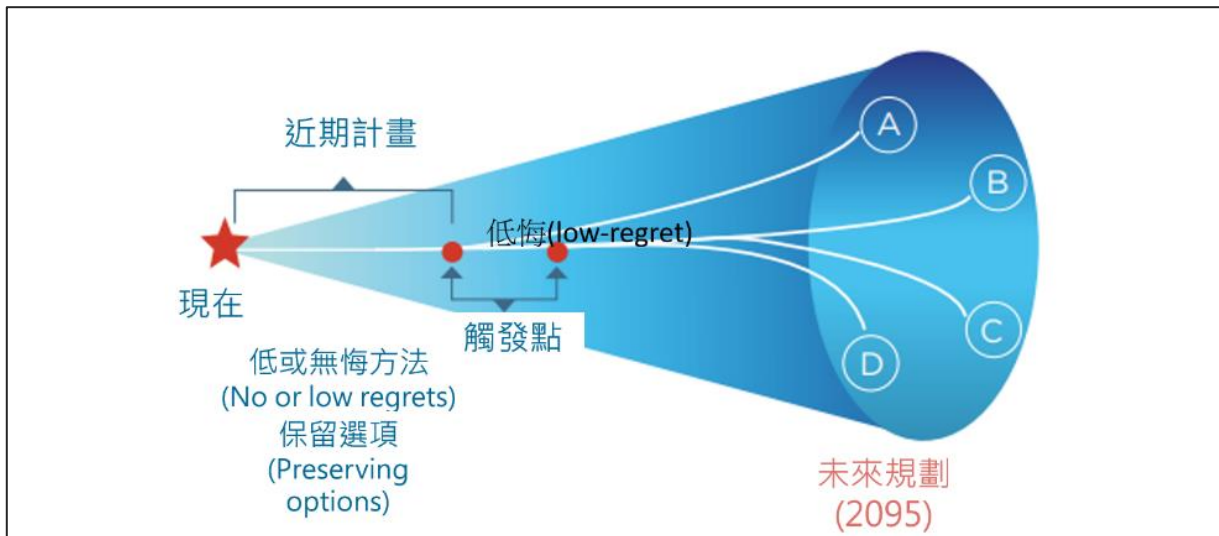 近期計畫
A
B
低悔(low-regret)
現在
觸發點
C
D
低或無悔方法
(No or low regrets)
保留選項
(Preserving
options)
未來規劃
(2095)